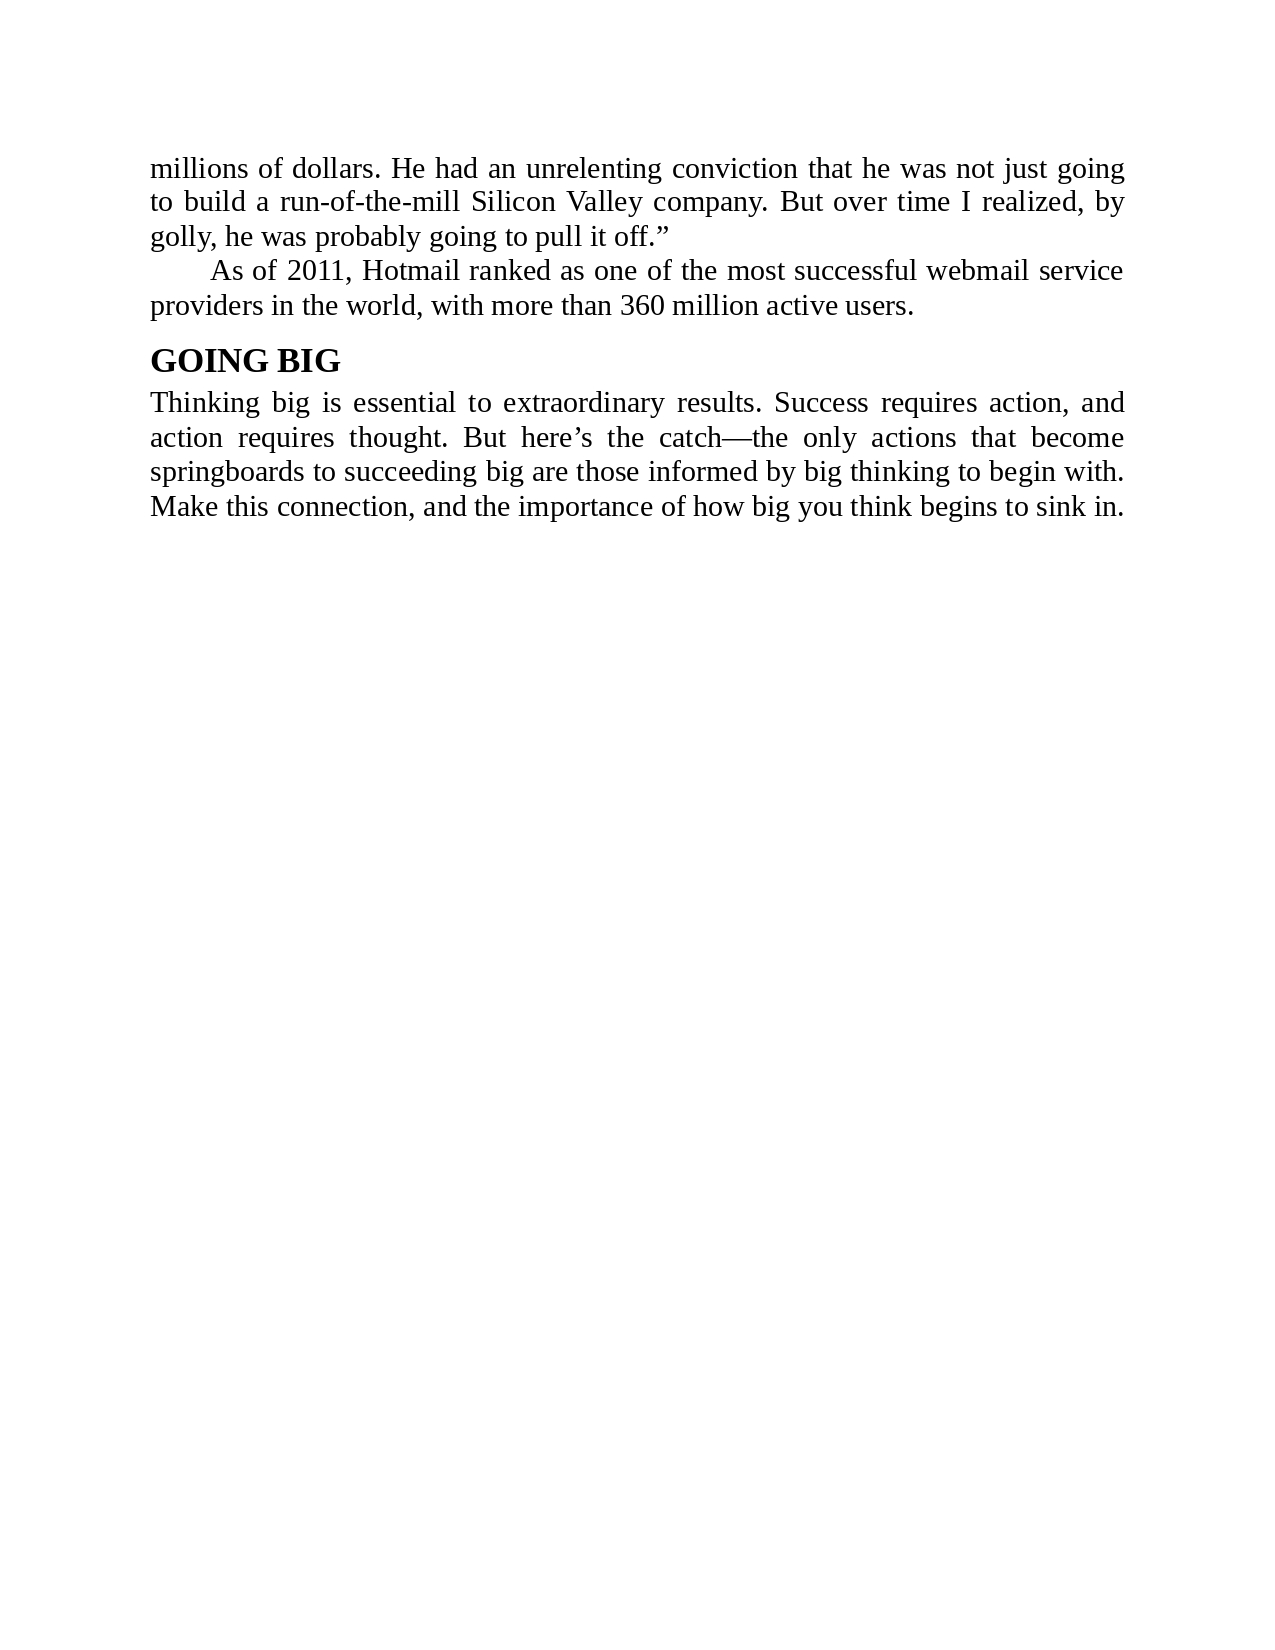 millions of dollars. He had an unrelenting conviction that he was not just going
to build a run-of-the-mill Silicon Valley company. But over time I realized, by
golly, he was probably going to pull it off.”
As of 2011, Hotmail ranked as one of the most successful webmail service
providers in the world, with more than 360 million active users.
GOING BIG
Thinking big is essential to extraordinary results. Success requires action, and
action requires thought. But here’s the catch—the only actions that become
springboards to succeeding big are those informed by big thinking to begin with.
Make this connection, and the importance of how big you think begins to sink in.